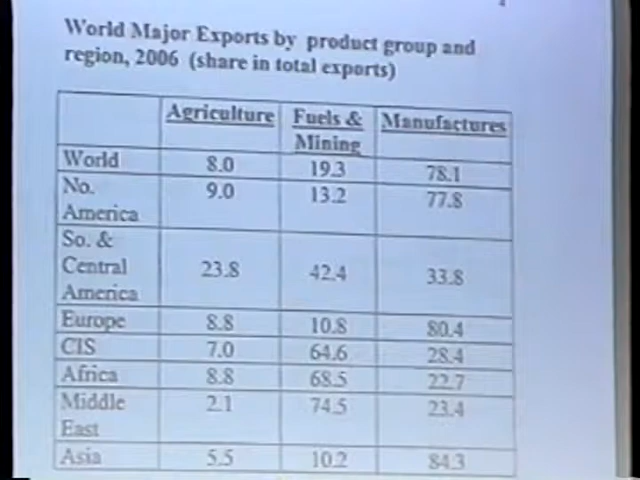 World Major Exports by product group and
region, 2006 (share in total exports)
Agriculture Fuels & Mining Manufactures
World 8.0 19.3 78.1
No. America 9.0 13.2 77.8
So. & Central America 23.8 42.4 33.8
Europe 8.8 10.8 80.4
CIS 7.0 64.6 28.4
Africa 8.8 68.5 22.7
Middle East 2.1 74.5 23.4
Asia 5.5 10.2 84.3